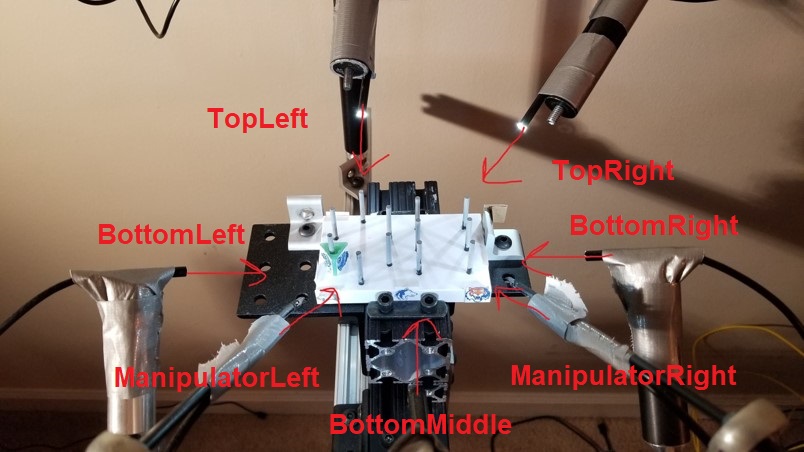 TopLeft
TopRight
BottomLeft
BottomRight
ManipulatorLeft
ManipulatorRight
BottomMiddle